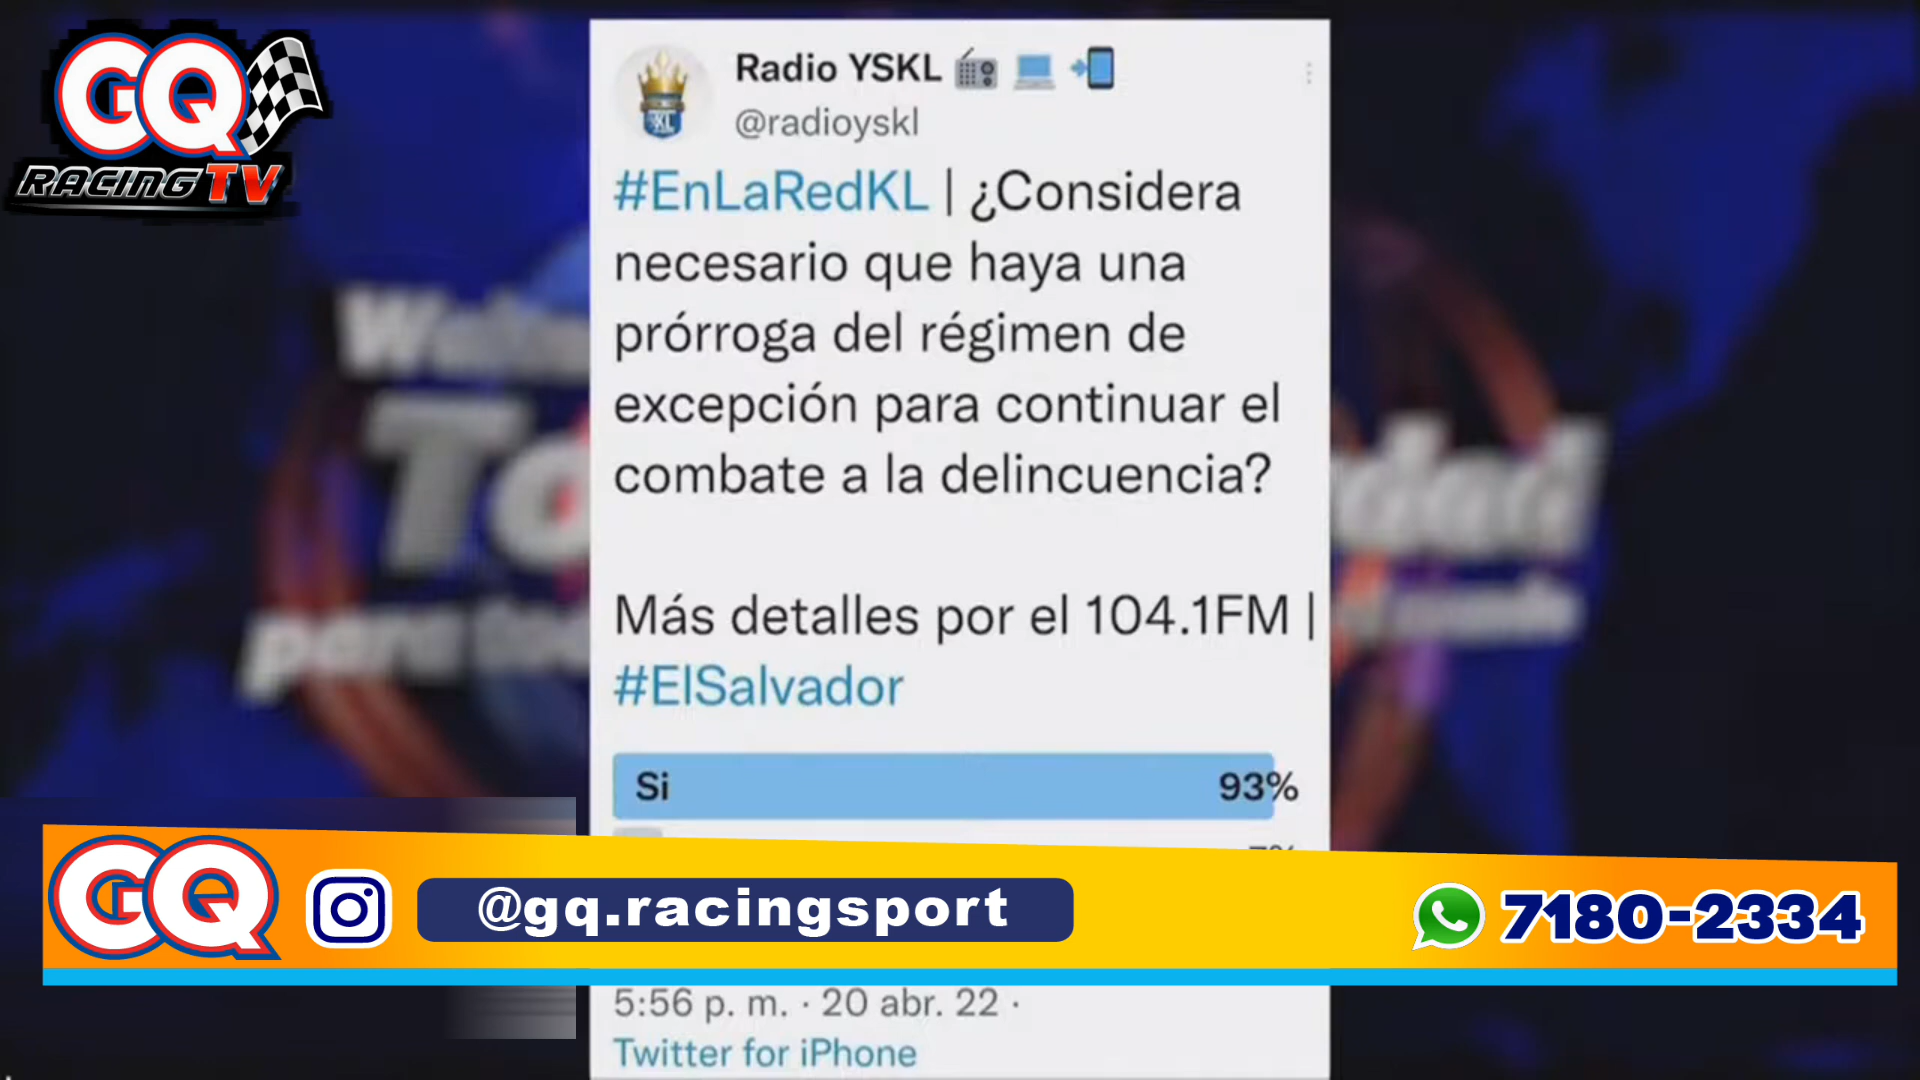 GQ
RACING TV
Radio YSKL
@radioyskl
#EnLaRedKL | ¿Considera
necesario que haya una
prórroga del régimen de
excepción para continuar el
combate a la delincuencia?
Más detalles por el 104.1FM |
#ElSalvador
Si 93%
GQ
@gq.racingsport
7180-2334
5:56 p. m. · 20 abr. 22 ·
Twitter for iPhone
para